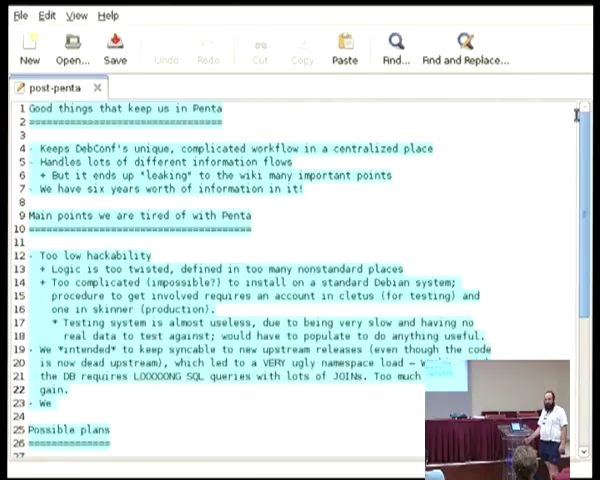 File Edit View Help
New Open... Save Undo Redo Cut Copy Paste Find... Find and Replace...
post-penta
1 Good things that keep us in Penta
2 =================================
3
4 - Keeps DebConf's unique, complicated workflow in a centralized place
5 - Handles lots of different information flows
6 + But it ends up "leaking" to the wiki many important points
7 - We have six years worth of information in it!
8
9 Main points we are tired of with Penta
10 ======================================
11
12 - Too low hackability
13 + Logic is too twisted, defined in too many nonstandard places
14 + Too complicated (impossible?) to install on a standard Debian system;
15 procedure to get involved requires an account in cletus (for testing) and
16 one in skinner (production).
17 * Testing system is almost useless, due to being very slow and having no
18 real data to test against; would have to populate to do anything useful.
19 - We *intended* to keep syncable to new upstream releases (even though the code
20 is now dead upstream), which led to a VERY ugly namespace load —
21 the DB requires LOOOOONG SQL queries with lots of JOINs. Too much
22 gain.
23 - We
24
25 Possible plans
26 ==============
27